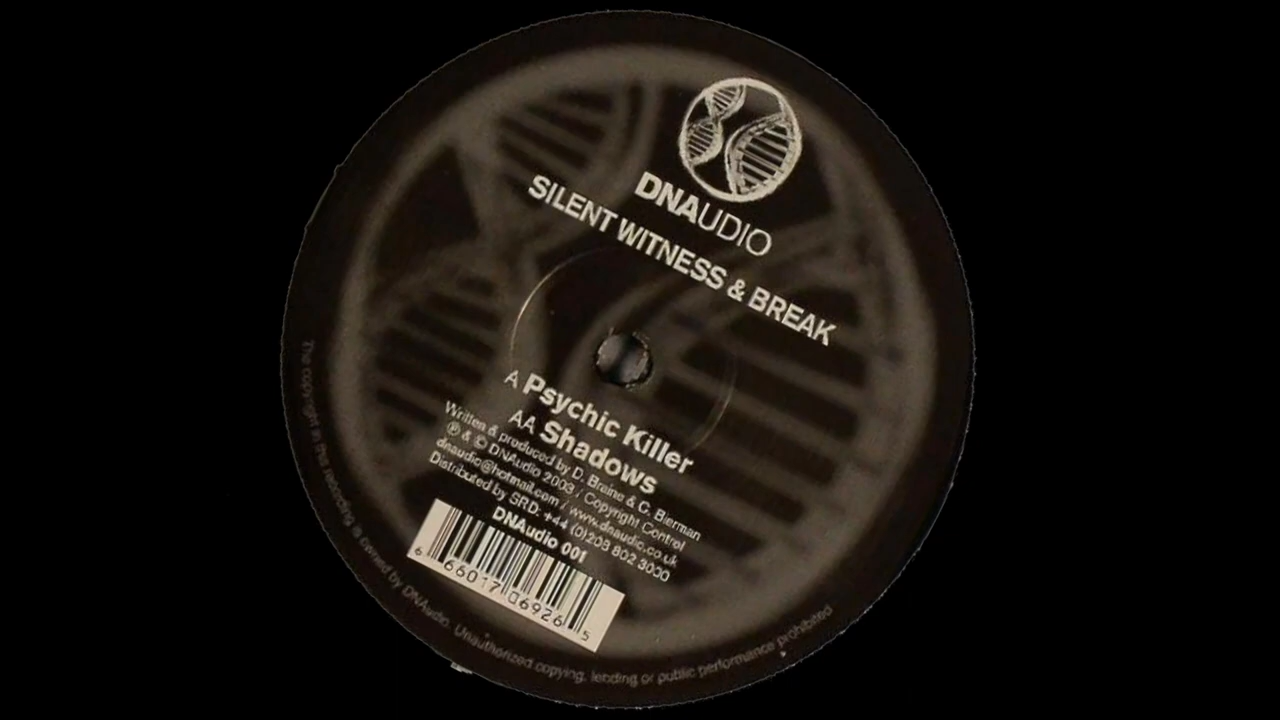 DNAUDIO
SILENT WITNESS & BREAK
A Psychic Killer
AA Shadows
Written & produced by D. Braine & C. Bierman
℗ & © DNAudio 2003 / Copyright Control
dnaudio@hotmail.com / www.dnaudio.co.uk
Distributed by SRD: +44 (0)208 802 3000
DNAudio 001
6 66017 06926 5
The copyright in this recording is owned by DNAudio. Unauthorized copying, lending or public performance prohibited